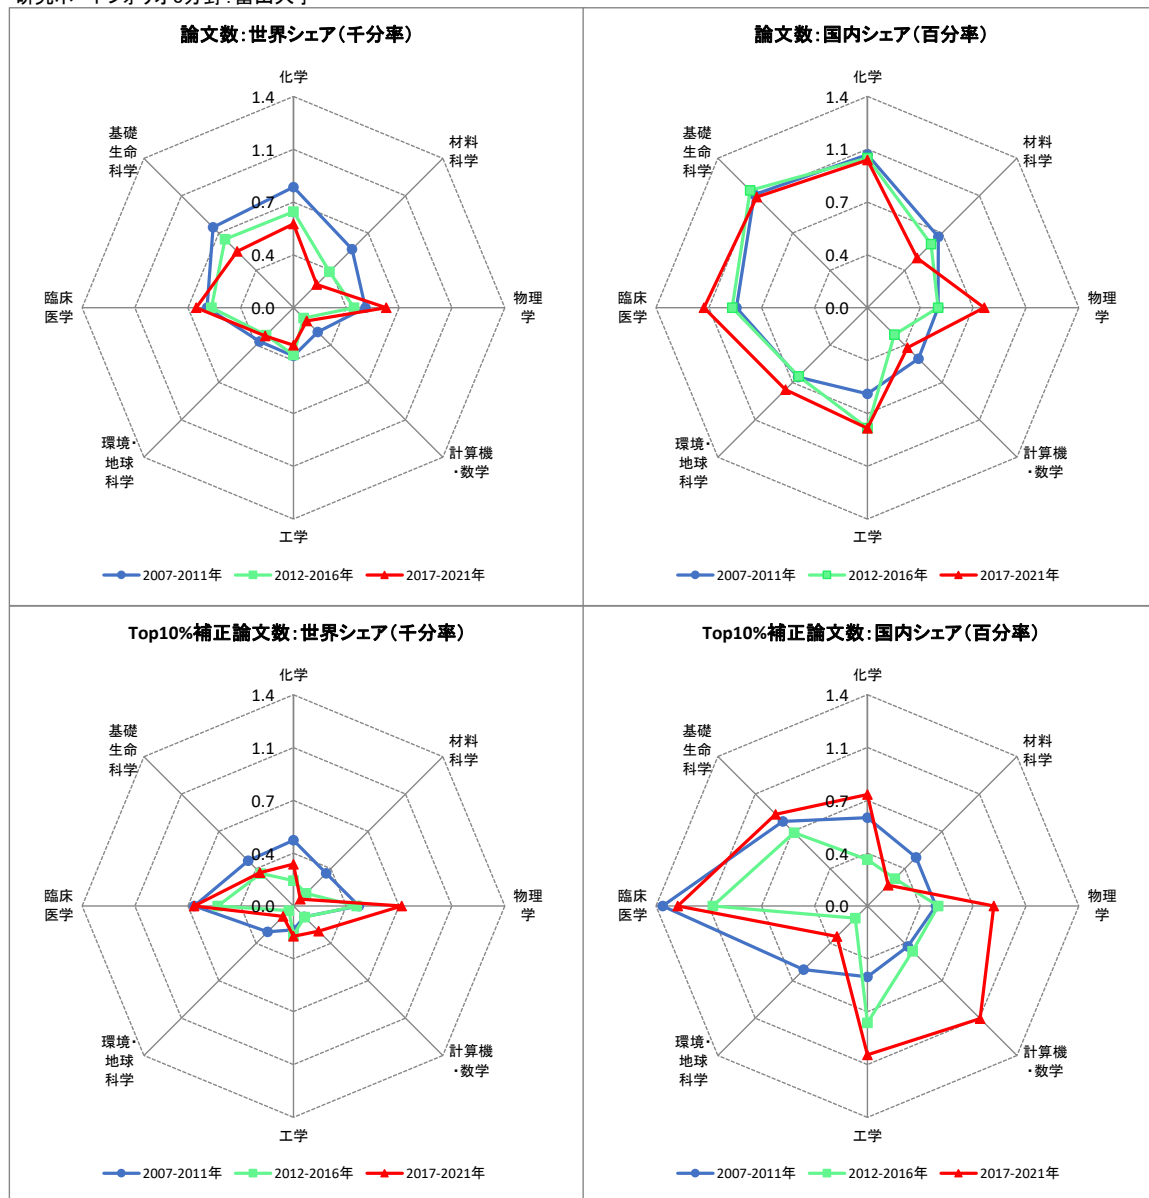 論文数：世界シェア（千分率）
化学
1.4
基礎
生命
科学
材料
科学
1.1
0.7
0.4
臨床
医学
0.0
物理
学
環境・
地球
科学
計算機
・数学
工学
2007-2011年 2012-2016年 2017-2021年
論文数：国内シェア（百分率）
化学
1.4
基礎
生命
科学
材料
科学
1.1
0.7
0.4
臨床
医学
0.0
物理
学
環境・
地球
科学
計算機
・数学
工学
2007-2011年 2012-2016年 2017-2021年
Top10%補正論文数：世界シェア（千分率）
化学
1.4
基礎
生命
科学
材料
科学
1.1
0.7
0.4
臨床
医学
0.0
物理
学
環境・
地球
科学
計算機
・数学
工学
2007-2011年 2012-2016年 2017-2021年
Top10%補正論文数：国内シェア（百分率）
化学
1.4
基礎
生命
科学
材料
科学
1.1
0.7
0.4
臨床
医学
0.0
物理
学
環境・
地球
科学
計算機
・数学
工学
2007-2011年 2012-2016年 2017-2021年